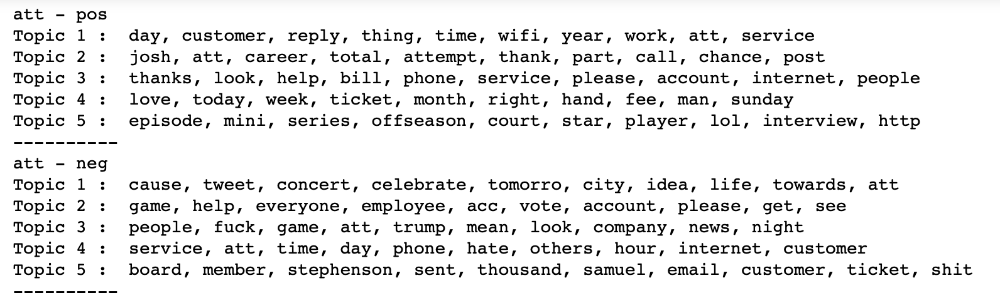 att - pos
Topic 1 :  day, customer, reply, thing, time, wifi, year, work, att, service
Topic 2 :  josh, att, career, total, attempt, thank, part, call, chance, post
Topic 3 :  thanks, look, help, bill, phone, service, please, account, internet, people
Topic 4 :  love, today, week, ticket, month, right, hand, fee, man, sunday
Topic 5 :  episode, mini, series, offseason, court, star, player, lol, interview, http
----------
att - neg
Topic 1 :  cause, tweet, concert, celebrate, tomorro, city, idea, life, towards, att
Topic 2 :  game, help, everyone, employee, acc, vote, account, please, get, see
Topic 3 :  people, fuck, game, att, trump, mean, look, company, news, night
Topic 4 :  service, att, time, day, phone, hate, others, hour, internet, customer
Topic 5 :  board, member, stephenson, sent, thousand, samuel, email, customer, ticket, shit
----------